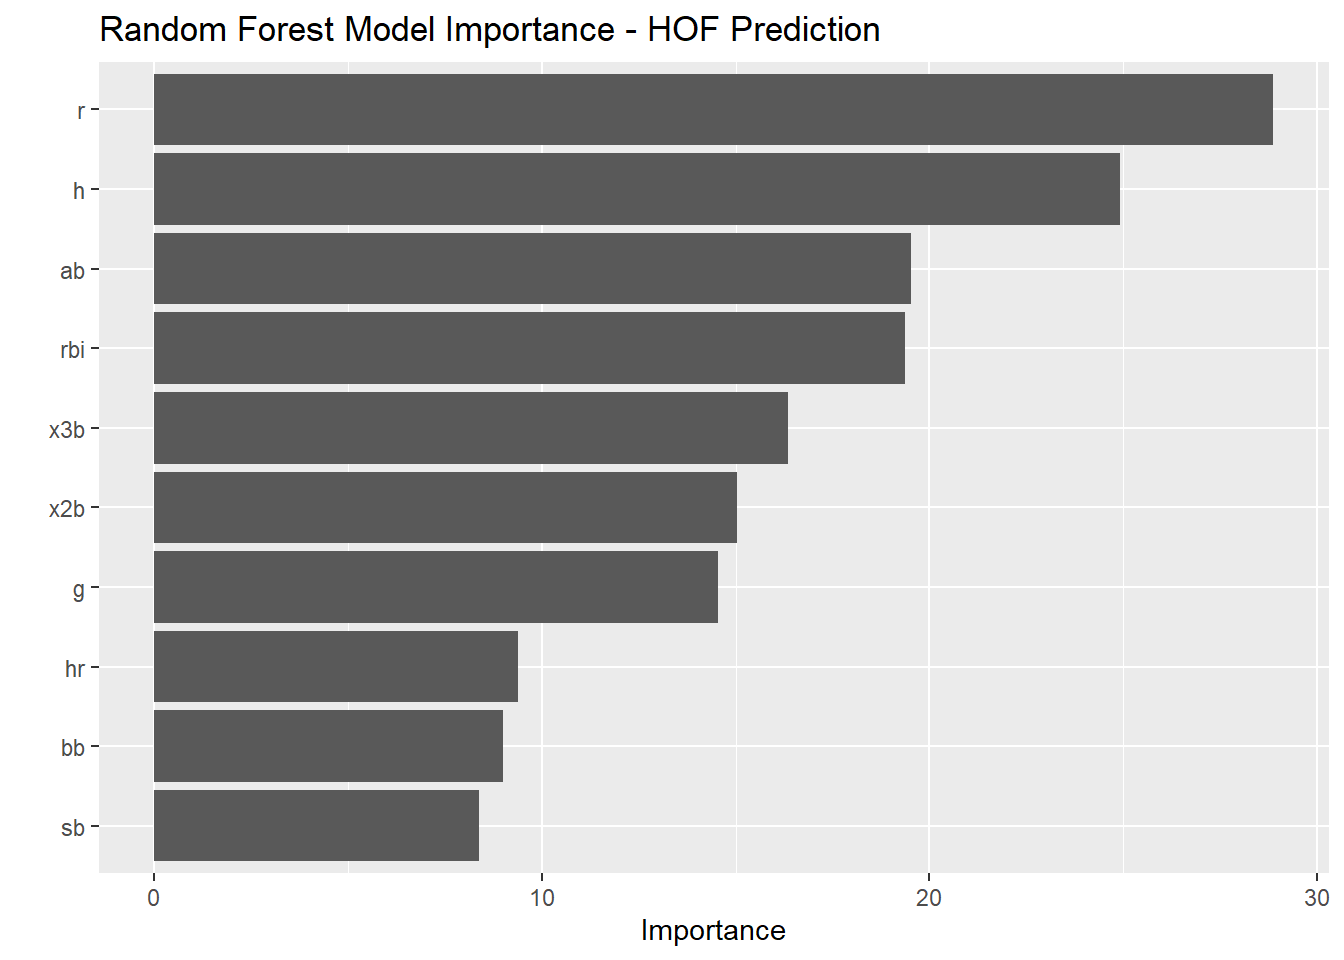 Random Forest Model Importance - HOF Prediction
r
h
ab
rbi
x3b
x2b
g
hr
bb
sb
0 10 20 30
Importance